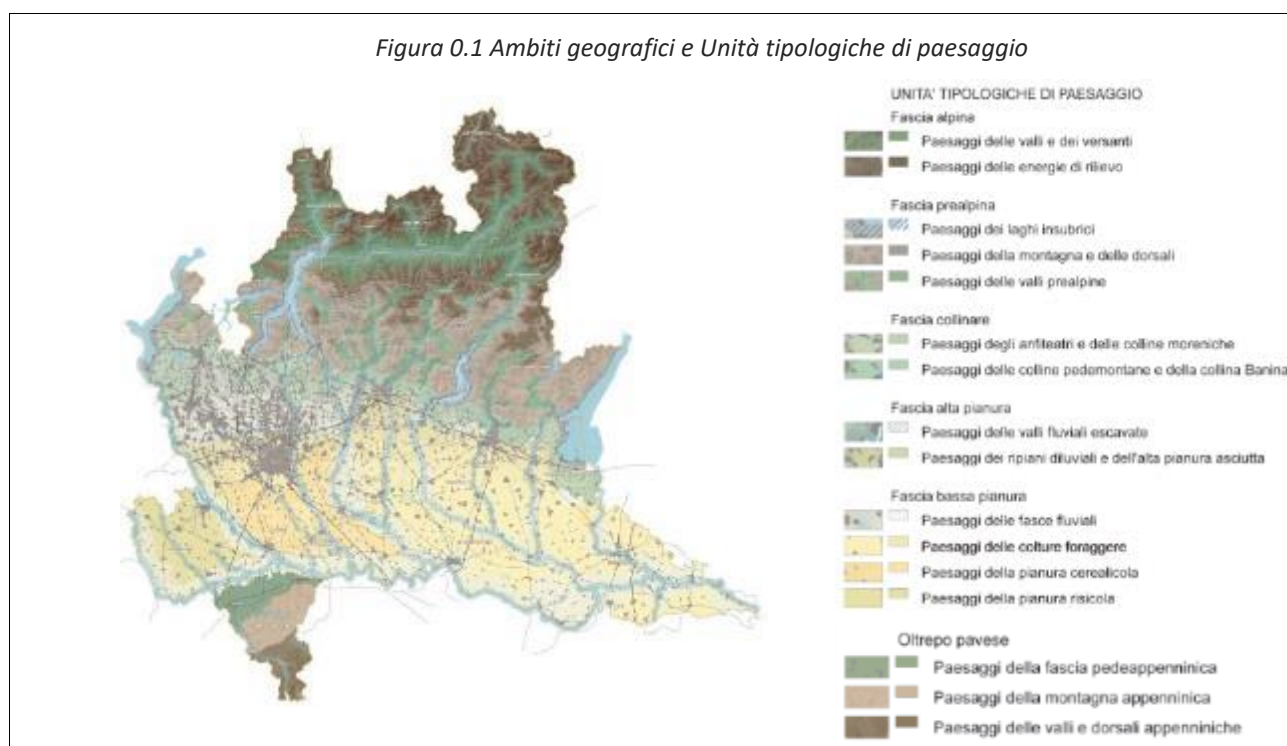 Figura 0.1 Ambiti geografici e Unità tipologiche di paesaggio
UNITA' TIPOLOGICHE DI PAESAGGIO
Fascia alpina
Paesaggi delle valli e dei versanti
Paesaggi delle energie di rilievo
Fascia prealpina
Paesaggi dei laghi insubrici
Paesaggi della montagna e delle dorsali
Paesaggi delle valli prealpine
Fascia collinare
Paesaggi degli anfiteatri e delle colline moreniche
Paesaggi delle colline pedemontane e della collina Banina
Fascia alta pianura
Paesaggi delle valli fluviali escavate
Paesaggi dei ripiani diluviali e dell'alta pianura asciutta
Fascia bassa pianura
Paesaggi delle fasce fluviali
Paesaggi delle colture foraggere
Paesaggi della pianura cerealicola
Paesaggi della pianura risicola
Oltrepo pavese
Paesaggi della fascia pedeappenninica
Paesaggi della montagna appenninica
Paesaggi delle valli e dorsali appenniniche